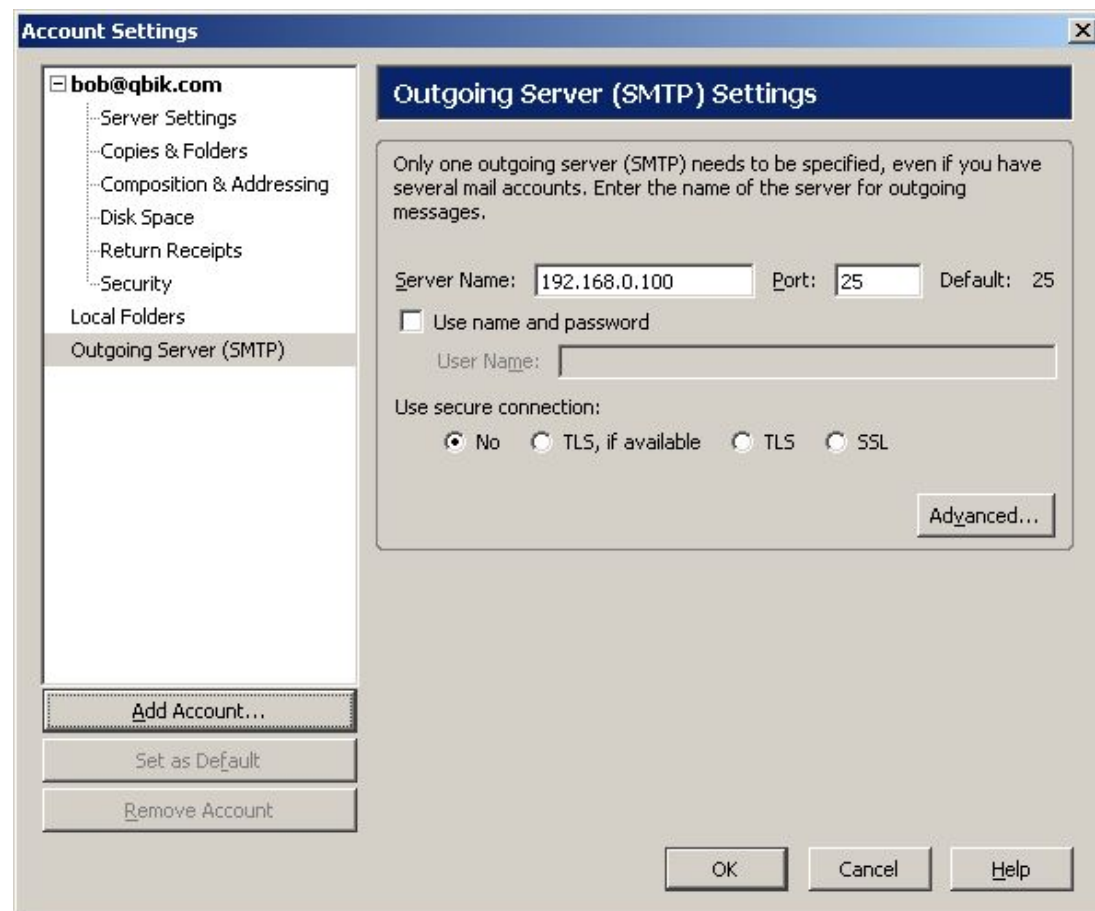 Account Settings
bob@qbik.com
Server Settings
Copies & Folders
Composition & Addressing
Disk Space
Return Receipts
Security
Local Folders
Outgoing Server (SMTP)
Add Account...
Set as Default
Remove Account
Outgoing Server (SMTP) Settings
Only one outgoing server (SMTP) needs to be specified, even if you have
several mail accounts. Enter the name of the server for outgoing
messages.
Server Name: 192.168.0.100 Port: 25 Default: 25
Use name and password
User Name:
Use secure connection:
No TLS, if available TLS SSL
Advanced...
OK Cancel Help